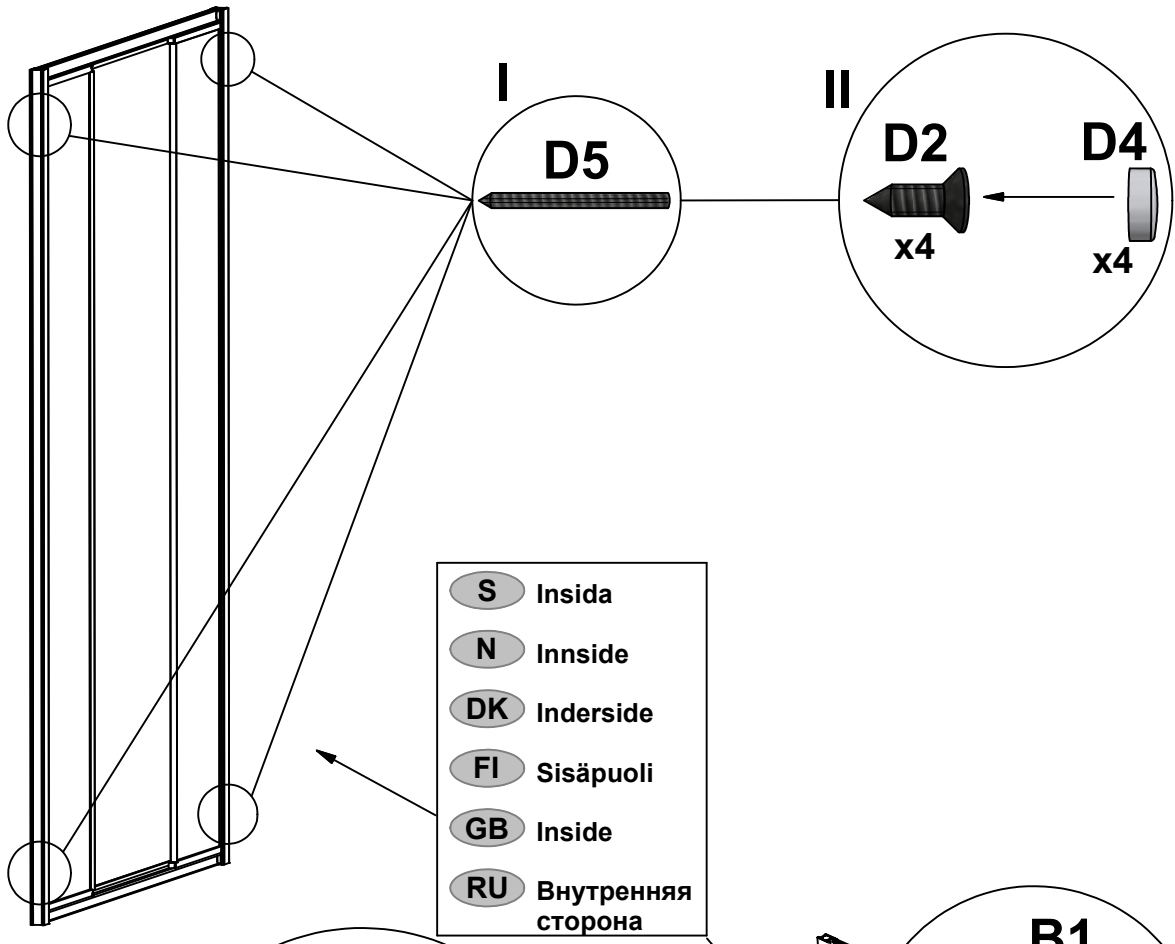 I
II
D5
D2
D4
x4
x4
S Insida
N Innside
DK Inderside
FI Sisäpuoli
GB Inside
RU Внутренняя
сторона
B1